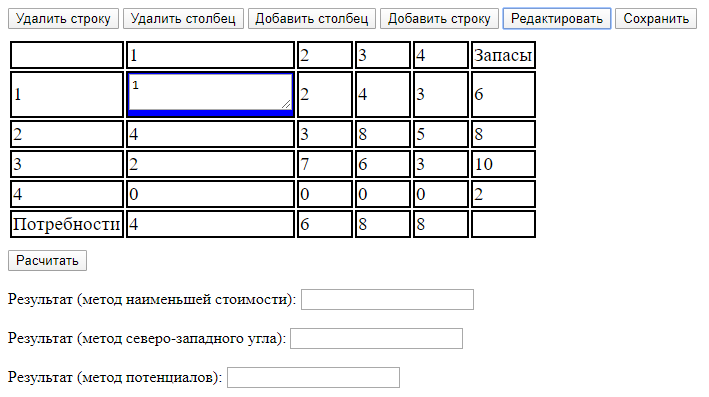 Удалить строку Удалить столбец Добавить столбец Добавить строку Редактировать Сохранить
1 2 3 4 Запасы
1 1 2 4 3 6
2 4 3 8 5 8
3 2 7 6 3 10
4 0 0 0 0 2
Потребности 4 6 8 8
Расчитать
Результат (метод наименьшей стоимости):
Результат (метод северо-западного угла):
Результат (метод потенциалов):